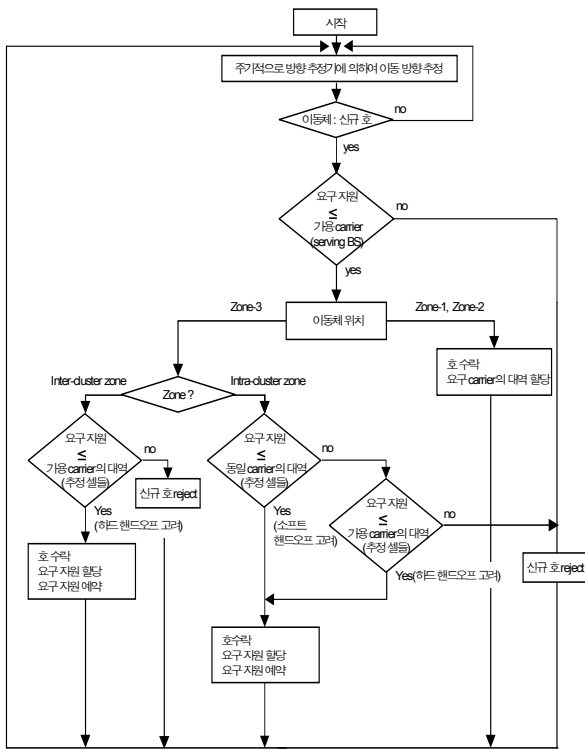 시작
주기적으로 방향 추정기에 의하여 이동 방향 추정
이동체 : 신규 호
no
yes
요구 지원
≤
가용 carrier
(serving BS)
no
yes
Zone-3
이동체 위치
Zone-1, Zone-2
호 수락
요구 carrier의 대역 할당
Inter-cluster zone
Zone ?
Intra-cluster zone
요구 지원
≤
가용 carrier의 대역
(추정 셀들)
no
신규 호 reject
요구 지원
≤
동일 carrier의 대역
(추정 셀들)
no
요구 지원
≤
가용 carrier의 대역
(추정 셀들)
no
Yes
(하드 핸드오프 고려)
Yes
(소프트
핸드오프 고려)
호 수락
요구 지원 할당
요구 지원 예약
신규 호 reject
Yes(하드 핸드오프 고려)
호수락
요구 지원 할당
요구 지원 예약